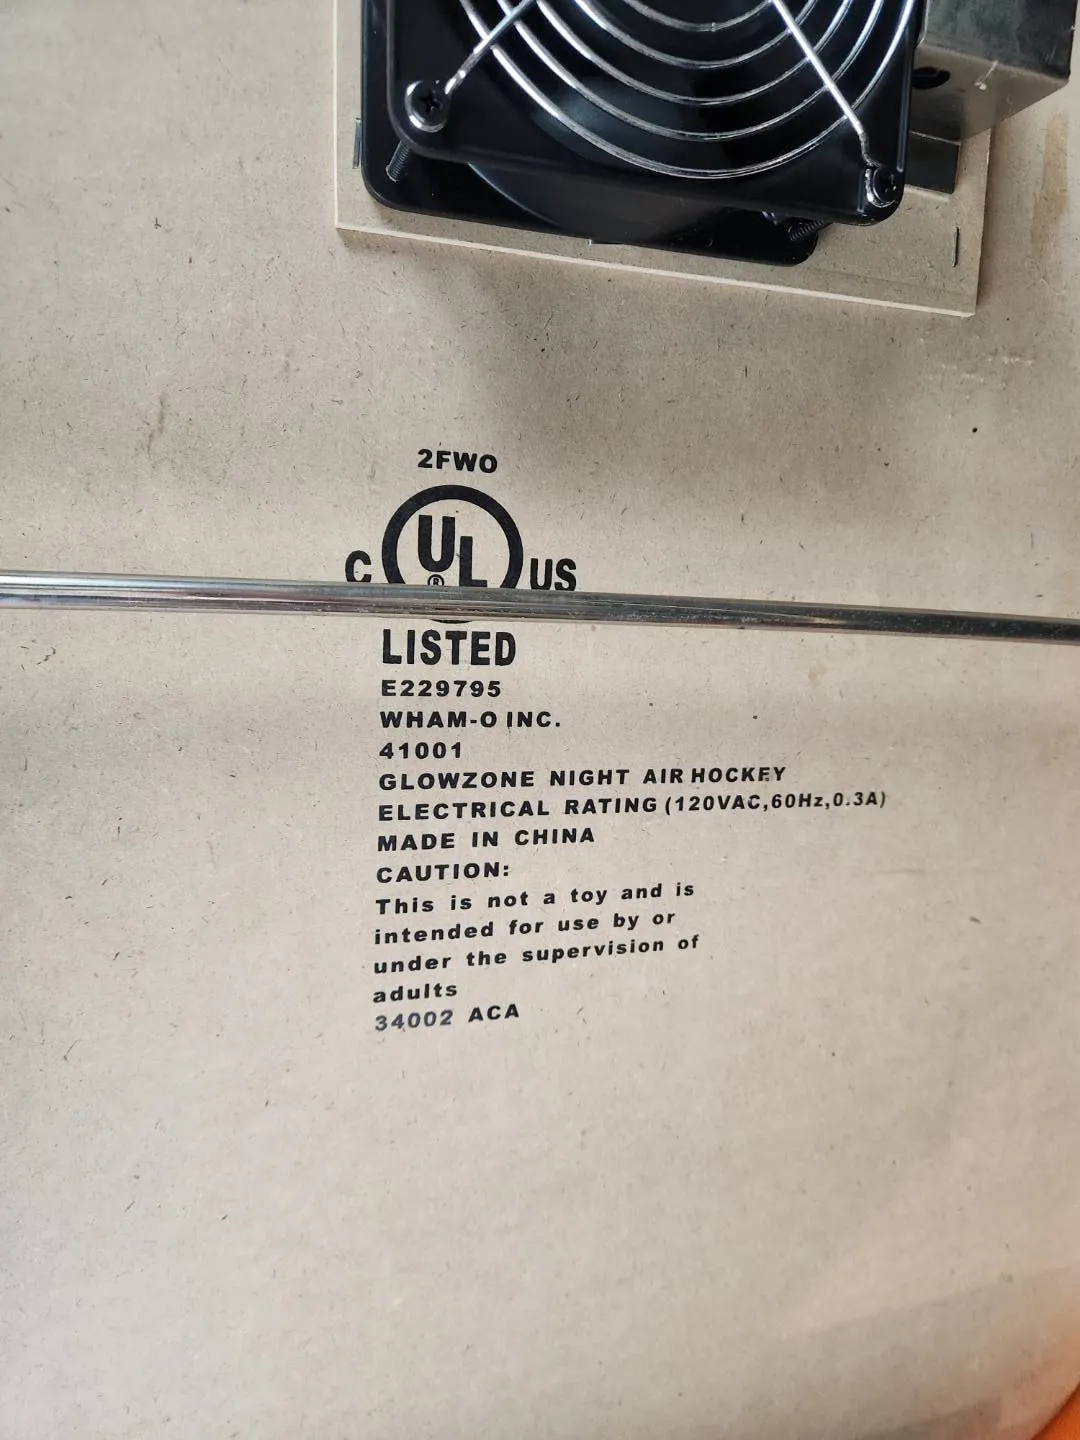 2FWO
C UL® US
LISTED
E229795
WHAM-O INC.
41001
GLOWZONE NIGHT AIR HOCKEY
ELECTRICAL RATING (120VAC,60Hz,0.3A)
MADE IN CHINA
CAUTION:
This is not a toy and is
intended for use by or
under the supervision of
adults
34002 ACA